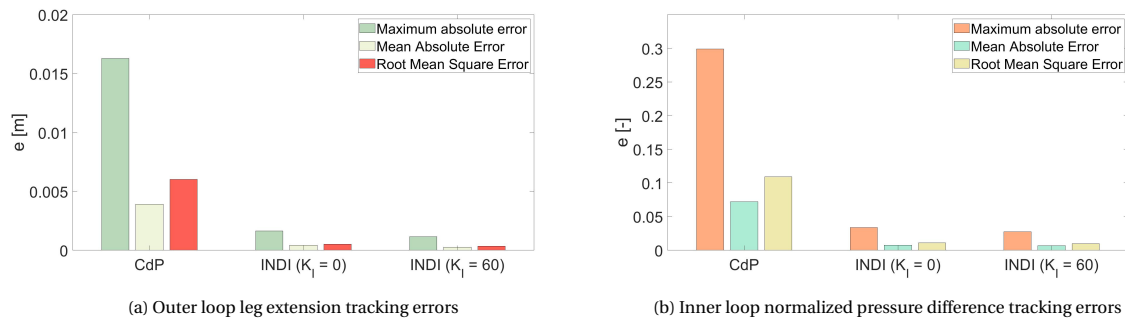 0.02
0.015
0.01
0.005
0
e [m]
Maximum absolute error
Mean Absolute Error
Root Mean Square Error
CdP
INDI (K_I = 0)
INDI (K_I = 60)
(a) Outer loop leg extension tracking errors
0.3
0.25
0.2
0.15
0.1
0.05
0
e [-]
Maximum absolute error
Mean Absolute Error
Root Mean Square Error
CdP
INDI (K_I = 0)
INDI (K_I = 60)
(b) Inner loop normalized pressure difference tracking errors